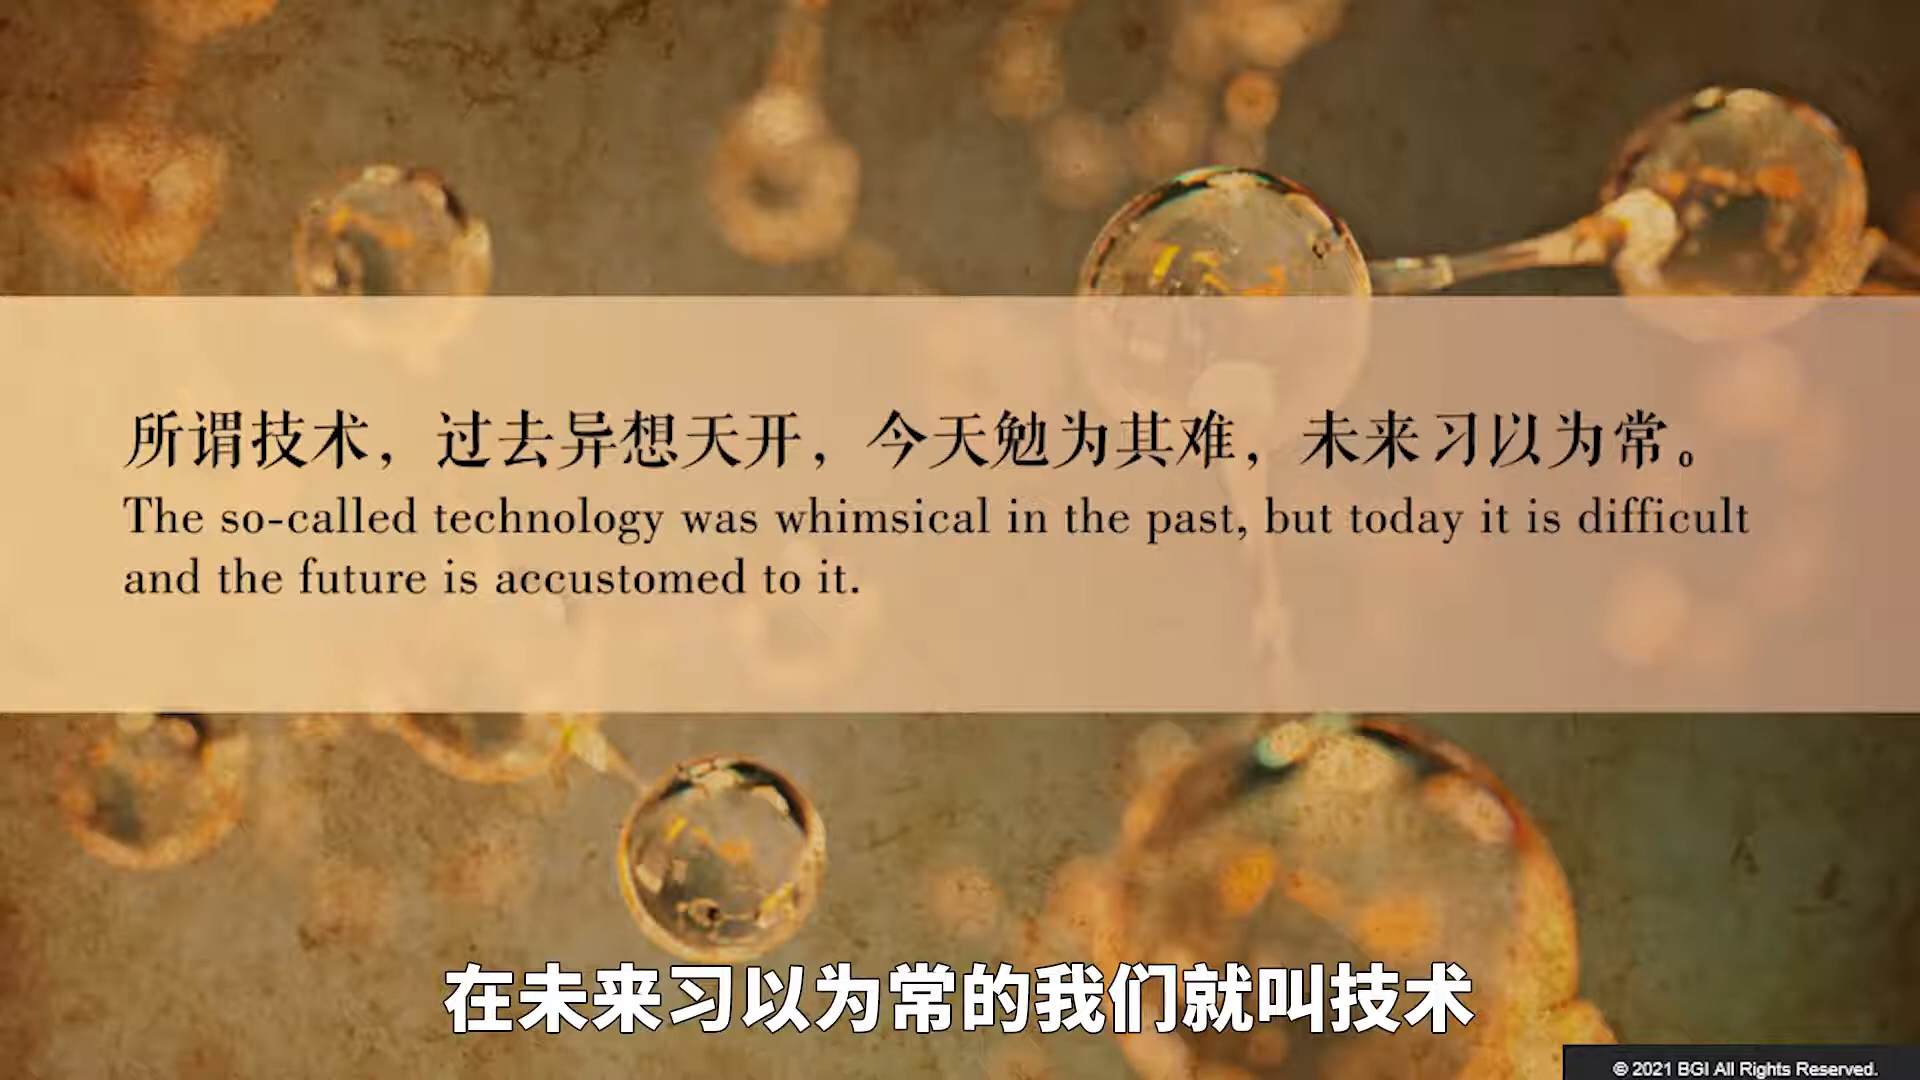 所谓技术，过去异想天开，今天勉为其难，未来习以为常。
The so-called technology was whimsical in the past, but today it is difficult
and the future is accustomed to it.
在未来习以为常的我们就叫技术
© 2021 BGI All Rights Reserved.